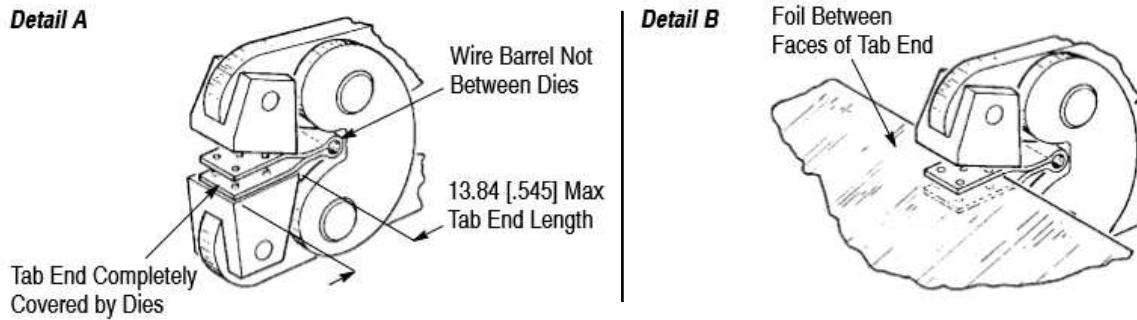 Detail A
Wire Barrel Not
Between Dies
13.84 [.545] Max
Tab End Length
Tab End Completely
Covered by Dies
Detail B
Foil Between
Faces of Tab End